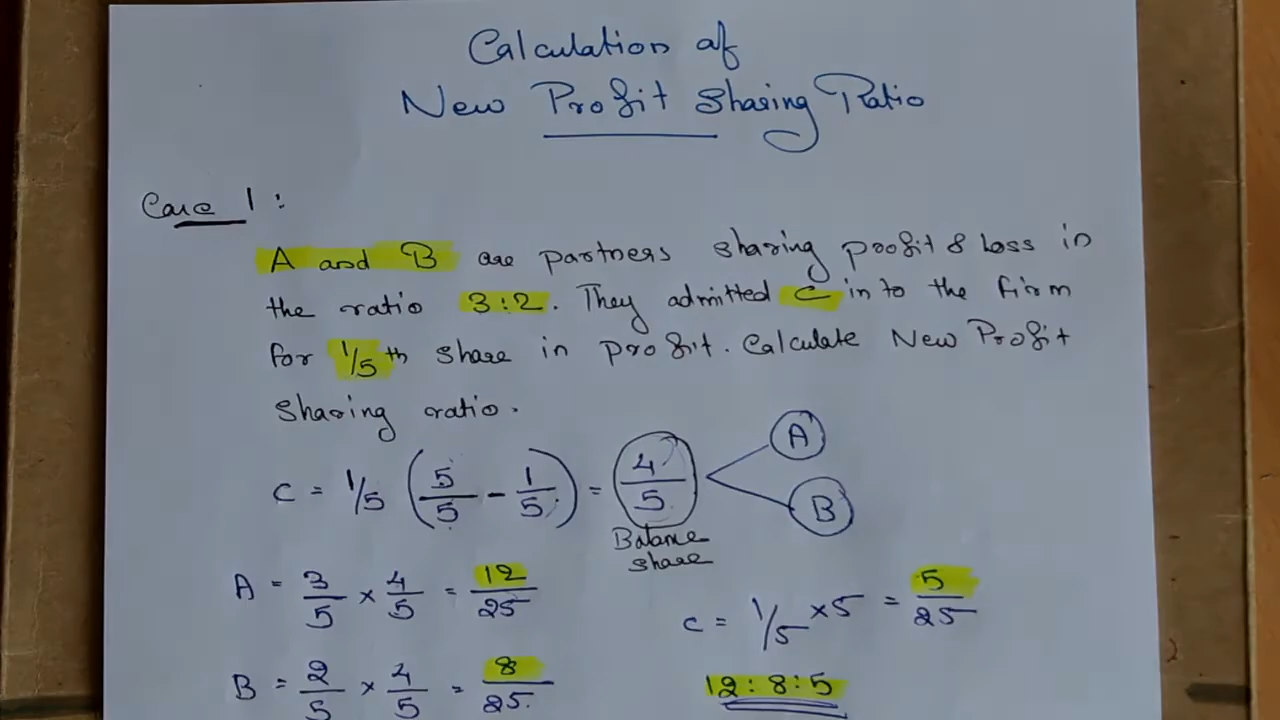 Calculation of
New Profit Sharing Ratio
Case 1:
A and B are partners sharing profit & Loss in
the ratio 3:2. They admitted C in to the firm
for 1/5th share in profit. Calculate New Profit
Sharing ratio.
C = 1/5 (5/5 - 1/5) = 4/5 A
B
Balance
share
A = 3/5 × 4/5 = 12/25
C = 1/5 ×5 = 5/25
B = 2/5 × 4/5 = 8/25.
12:8:5